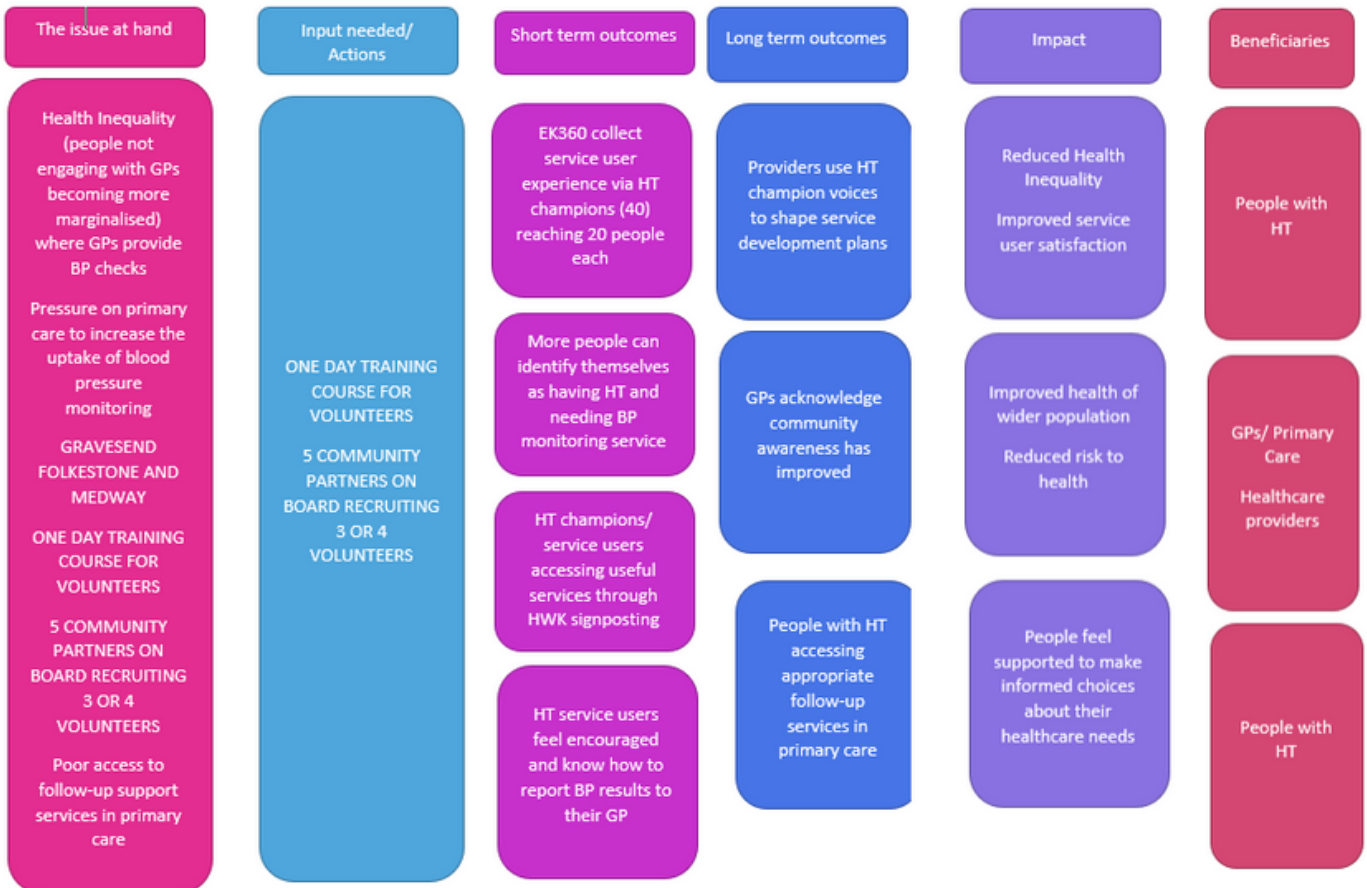 The issue at hand
Health Inequality
(people not
engaging with GPs
becoming more
marginalised)
where GPs provide
BP checks
Pressure on primary
care to increase the
uptake of blood
pressure
monitoring
GRAVESEND
FOLKESTONE AND
MEDWAY
ONE DAY TRAINING
COURSE FOR
VOLUNTEERS
5 COMMUNITY
PARTNERS ON
BOARD RECRUITING
3 OR 4
VOLUNTEERS
Poor access to
follow-up support
services in primary
care
Input needed/
Actions
ONE DAY TRAINING
COURSE FOR
VOLUNTEERS
5 COMMUNITY
PARTNERS ON
BOARD RECRUITING
3 OR 4
VOLUNTEERS
Short term outcomes
EK360 collect
service user
experience via HT
champions (40)
reaching 20 people
each
More people can
identify themselves
as having HT and
needing BP
monitoring service
HT champions/
service users
accessing useful
services through
HWK signposting
HT service users
feel encouraged
and know how to
report BP results to
their GP
Long term outcomes
Providers use HT
champion voices
to shape service
development plans
GPs acknowledge
community
awareness has
improved
People with HT
accessing
appropriate
follow-up
services in
primary care
Impact
Reduced Health
Inequality
Improved service
user satisfaction
Improved health of
wider population
Reduced risk to
health
People feel
supported to make
informed choices
about their
healthcare needs
Beneficiaries
People with
HT
GPs/ Primary
Care
Healthcare
providers
People with
HT